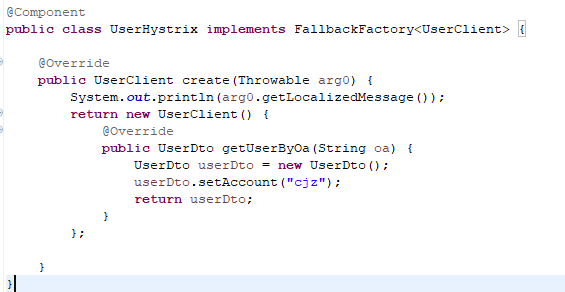 @Component
public class UserHystrix implements FallbackFactory<UserClient> {
@Override
public UserClient create(Throwable arg0) {
System.out.println(arg0.getLocalizedMessage());
return new UserClient() {
@Override
public UserDto getUserByOa(String oa) {
UserDto userDto = new UserDto();
userDto.setAccount("cjz");
return userDto;
}
};
}
}